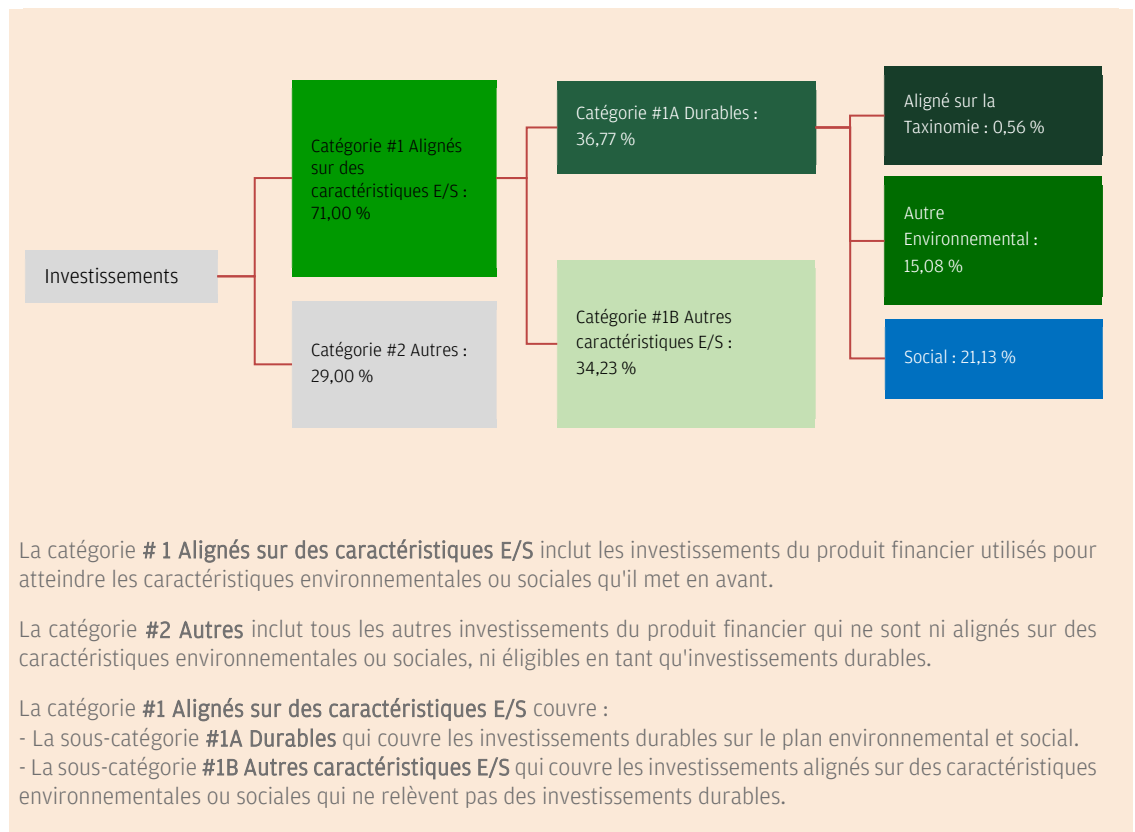 Investissements
Catégorie #1 Alignés
sur des
caractéristiques E/S :
71,00 %
Catégorie #2 Autres :
29,00 %
Catégorie #1A Durables :
36,77 %
Catégorie #1B Autres
caractéristiques E/S :
34,23 %
Aligné sur la
Taxinomie : 0,56 %
Autre
Environnemental :
15,08 %
Social : 21,13 %
La catégorie # 1 Alignés sur des caractéristiques E/S inclut les investissements du produit financier utilisés pour
atteindre les caractéristiques environnementales ou sociales qu'il met en avant.
La catégorie #2 Autres inclut tous les autres investissements du produit financier qui ne sont ni alignés sur des
caractéristiques environnementales ou sociales, ni éligibles en tant qu'investissements durables.
La catégorie #1 Alignés sur des caractéristiques E/S couvre :
- La sous-catégorie #1A Durables qui couvre les investissements durables sur le plan environnemental et social.
- La sous-catégorie #1B Autres caractéristiques E/S qui couvre les investissements alignés sur des caractéristiques
environnementales ou sociales qui ne relèvent pas des investissements durables.